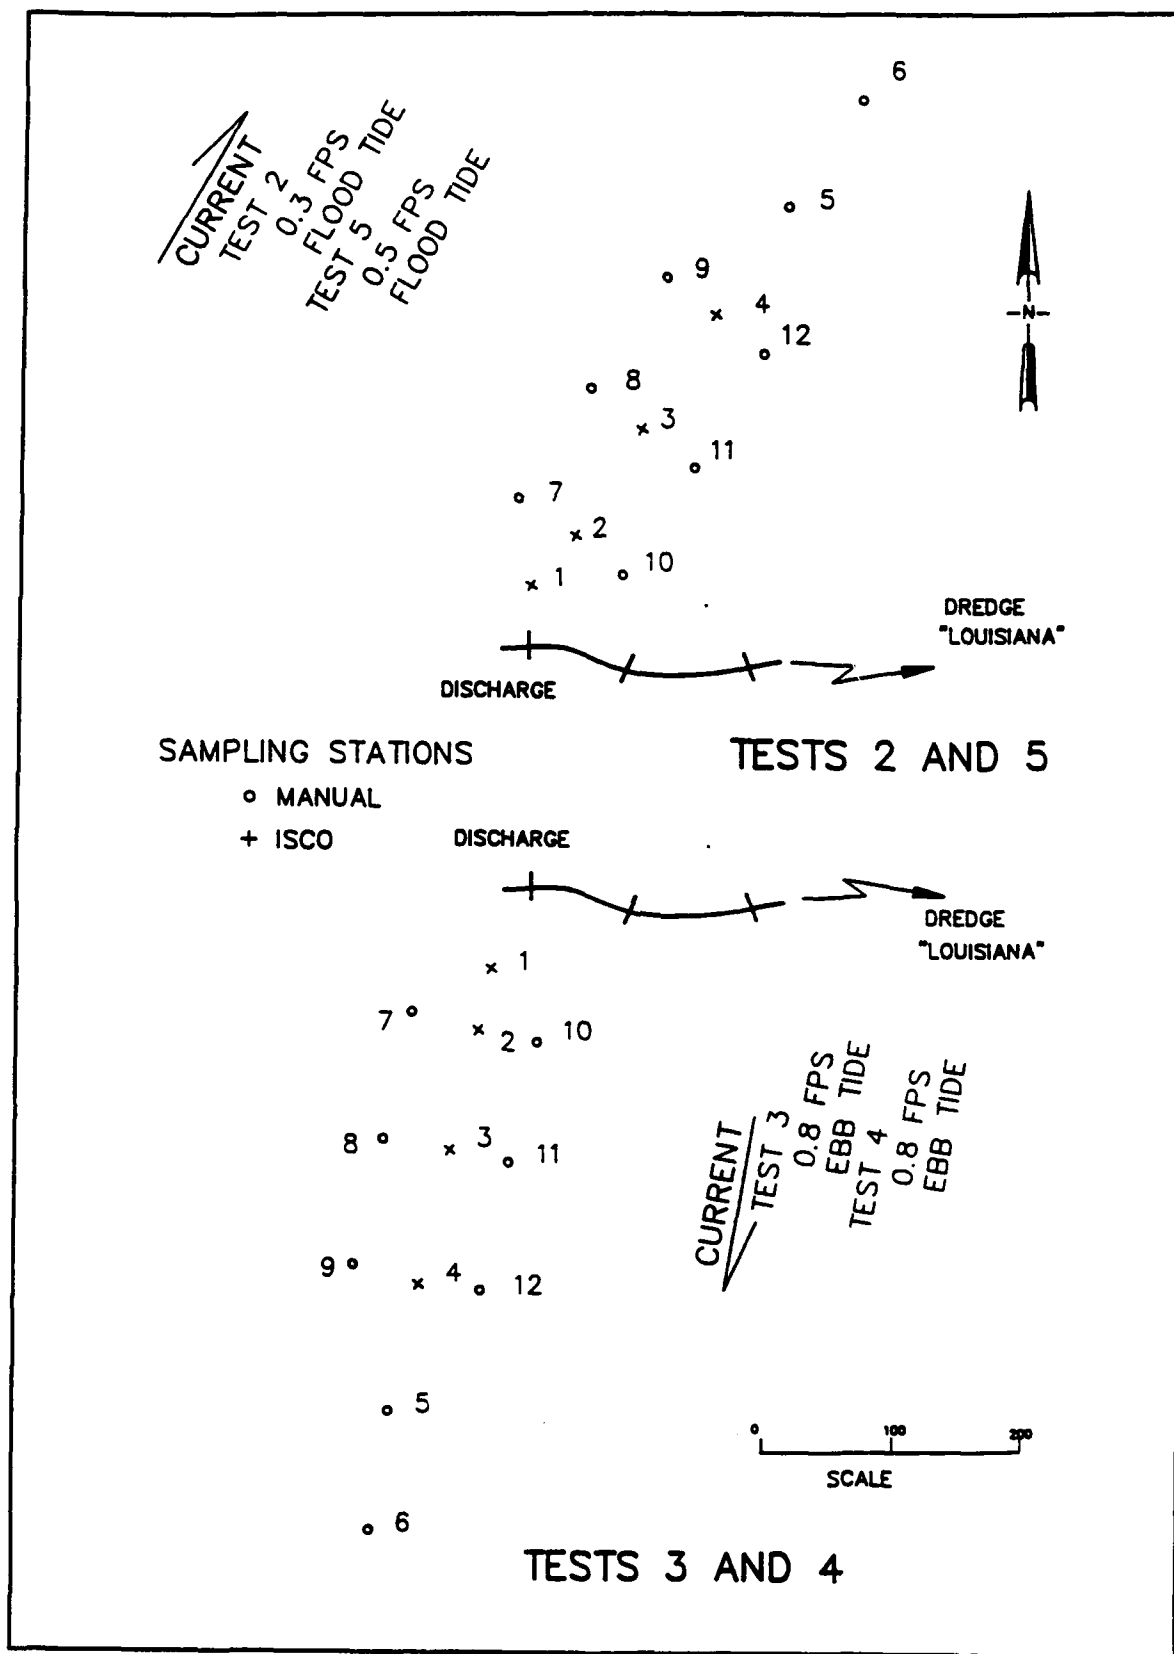 6
CURRENT
TEST 2
0.3 FPS
FLOOD TIDE
TEST 5
0.5 FPS
FLOOD TIDE
5
9
4
12
-N-
8
3
11
7
2
10
1
DREDGE
"LOUISIANA"
DISCHARGE
SAMPLING STATIONS
o MANUAL
+ ISCO
TESTS 2 AND 5
DISCHARGE
DREDGE
"LOUISIANA"
1
7
2
10
8
3
11
CURRENT
TEST 3
0.8 FPS
EBB TIDE
TEST 4
0.8 FPS
EBB TIDE
9
4
12
5
0 100 200
SCALE
6
TESTS 3 AND 4